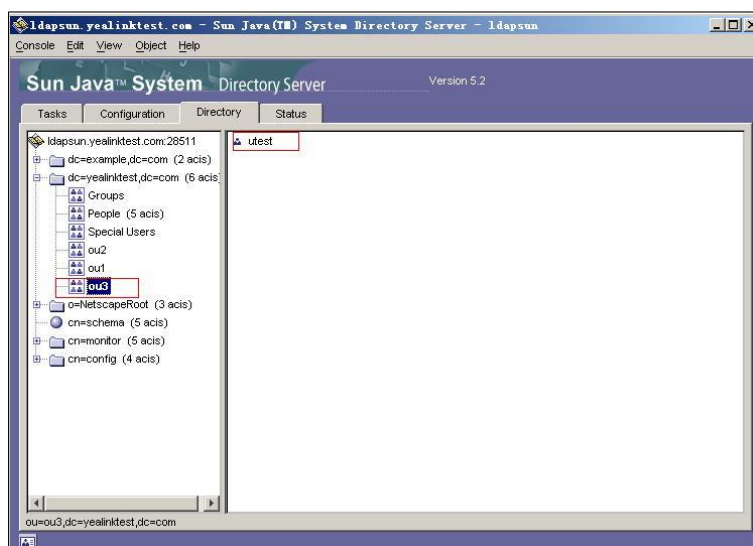 ldapsun.yealinktest.com - Sun Java(TM) System Directory Server - ldapsun
Console Edit View Object Help
Sun Java™ System Directory Server Version 5.2
Tasks Configuration Directory Status
ldapsun.yealinktest.com:28511
dc=example,dc=com (2 acis)
dc=yealinktest,dc=com (6 acis
Groups
People (5 acis)
Special Users
ou2
ou1
ou3
o=NetscapeRoot (3 acis)
cn=schema (5 acis)
cn=monitor (5 acis)
cn=config (4 acis)
utest
ou=ou3,dc=yealinktest,dc=com